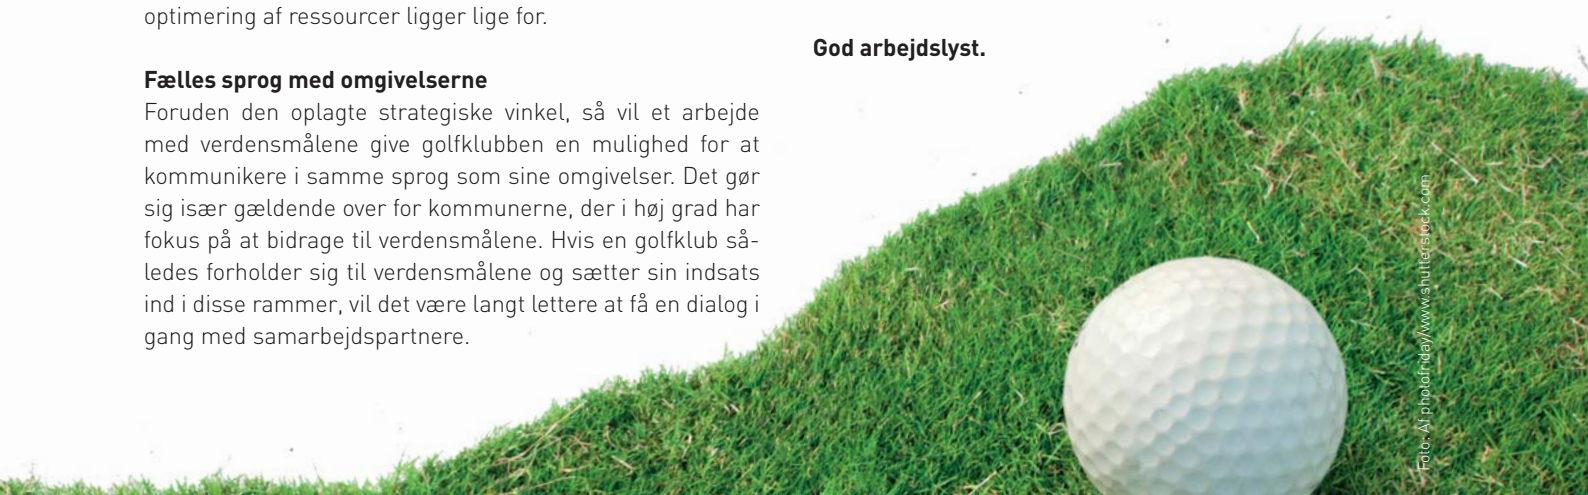 optimering af ressourcer ligger lige for.
Fælles sprog med omgivelserne
Foruden den oplagte strategiske vinkel, så vil et arbejde
med verdensmålene give golfklubben en mulighed for at
kommunikere i samme sprog som sine omgivelser. Det gør
sig især gældende over for kommunerne, der i høj grad har
fokus på at bidrage til verdensmålene. Hvis en golfklub så-
ledes forholder sig til verdensmålene og sætter sin indsats
ind i disse rammer, vil det være langt lettere at få en dialog i
gang med samarbejdspartnere.
God arbejdslyst.
Foto: Af photofriday/www.shutterstock.com